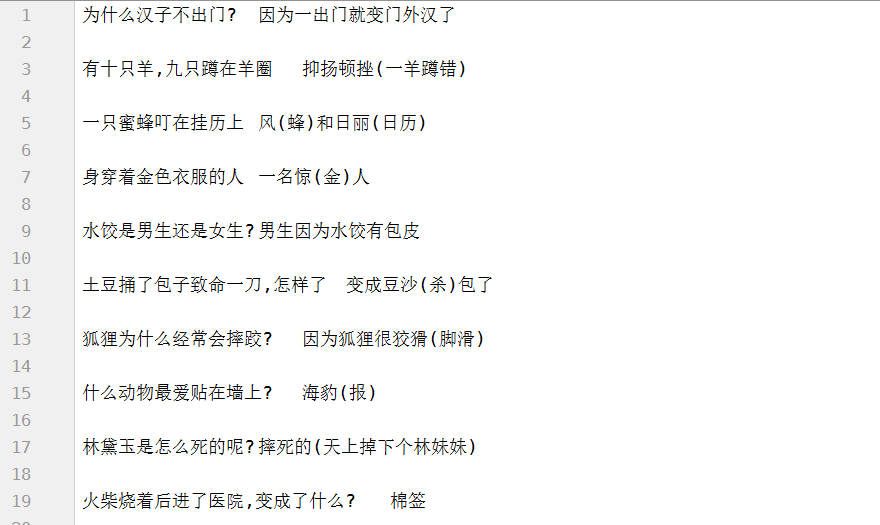 1 为什么汉子不出门? 因为一出门就变门外汉了
2
3 有十只羊,九只蹲在羊圈 抑扬顿挫(一羊蹲错)
4
5 一只蜜蜂叮在挂历上 风(蜂)和日丽(日历)
6
7 身穿着金色衣服的人 一名惊(金)人
8
9 水饺是男生还是女生?男生因为水饺有包皮
10
11 土豆捅了包子致命一刀,怎样了 变成豆沙(杀)包了
12
13 狐狸为什么经常会摔跤? 因为狐狸很狡猾(脚滑)
14
15 什么动物最爱贴在墙上? 海豹(报)
16
17 林黛玉是怎么死的呢?摔死的(天上掉下个林妹妹)
18
19 火柴烧着后进了医院,变成了什么? 棉签